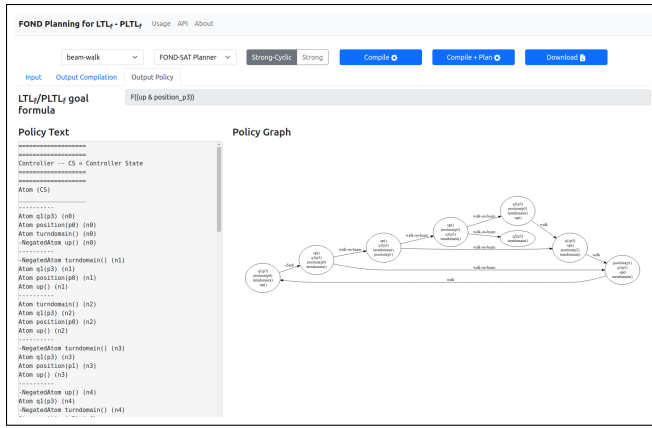 FOND Planning for LTLf - PLTLf Usage API About
beam-walk FOND-SAT Planner Strong-Cyclic Strong Compile Compile + Plan Download
Input Output Compilation Output Policy
LTLf/PLTLf goal formula
F((up & position_p3))
Policy Text
===================
===================
Controller -- CS = Controller State
===================
===================
Atom (CS)
___________________
----------
Atom q1(p3) (n0)
Atom position(p0) (n0)
Atom turndomain() (n0)
-NegatedAtom up() (n0)
----------
-NegatedAtom turndomain() (n1)
Atom q1(p3) (n1)
Atom position(p0) (n1)
Atom up() (n1)
----------
Atom turndomain() (n2)
Atom q1(p3) (n2)
Atom position(p0) (n2)
Atom up() (n2)
----------
-NegatedAtom turndomain() (n3)
Atom q1(p3) (n3)
Atom position(p1) (n3)
Atom up() (n3)
----------
-NegatedAtom up() (n4)
Atom q1(p3) (n4)
-NegatedAtom turndomain() (n4)
Policy Graph
climb
walk-on-beam
walk-on-beam
walk-on-beam
walk-on-beam
walk-on-beam
walk-on-beam
walk
walk
walk